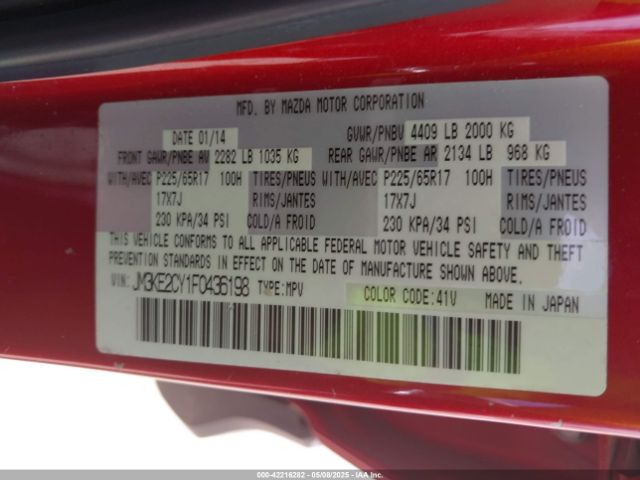 MFD. BY MAZDA MOTOR CORPORATION
DATE 01/14 GVWR/PNBV 4409 LB 2000 KG
FRONT GAWR/PNBE AV 2282 LB 1035 KG REAR GAWR/PNBE AR 2134 LB 968 KG
WITH/AVEC P225/65R17 100H TIRES/PNEUS WITH/AVEC P225/65R17 100H TIRES/PNEUS
17X7J RIMS/JANTES 17X7J RIMS/JANTES
230 KPA/34 PSI COLD/A FROID 230 KPA/34 PSI COLD/A FROID
THIS VEHICLE CONFORMS TO ALL APPLICABLE FEDERAL MOTOR VEHICLE SAFETY AND THEFT
PREVENTION STANDARDS IN EFFECT ON THE DATE OF MANUFACTURE SHOWN ABOVE.
VIN: JM3KE2CY1F0436198 TYPE:MPV COLOR CODE:41V MADE IN JAPAN
000-42216282 - 05/08/2025 - IAAI.COM